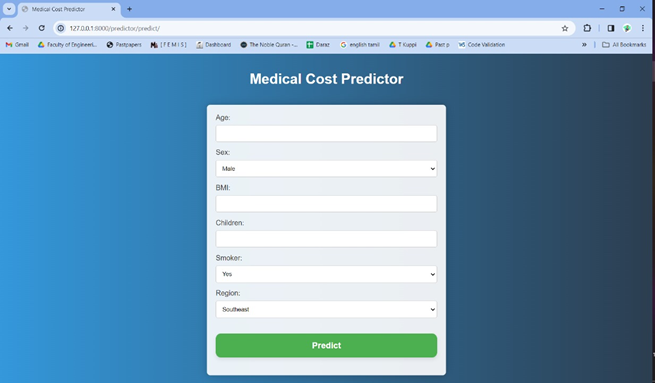 Medical Cost Predictor
127.0.0.1:8000/predictor/predict/
Gmail Faculty of Engineeri... Pastpapers [ F E M I S ] Dashboard The Noble Quran -... Daraz english tamil T Kuppi Past p Code Validation » All Bookmarks
Medical Cost Predictor
Age:
Sex:
Male
BMI:
Children:
Smoker:
Yes
Region:
Southeast
Predict